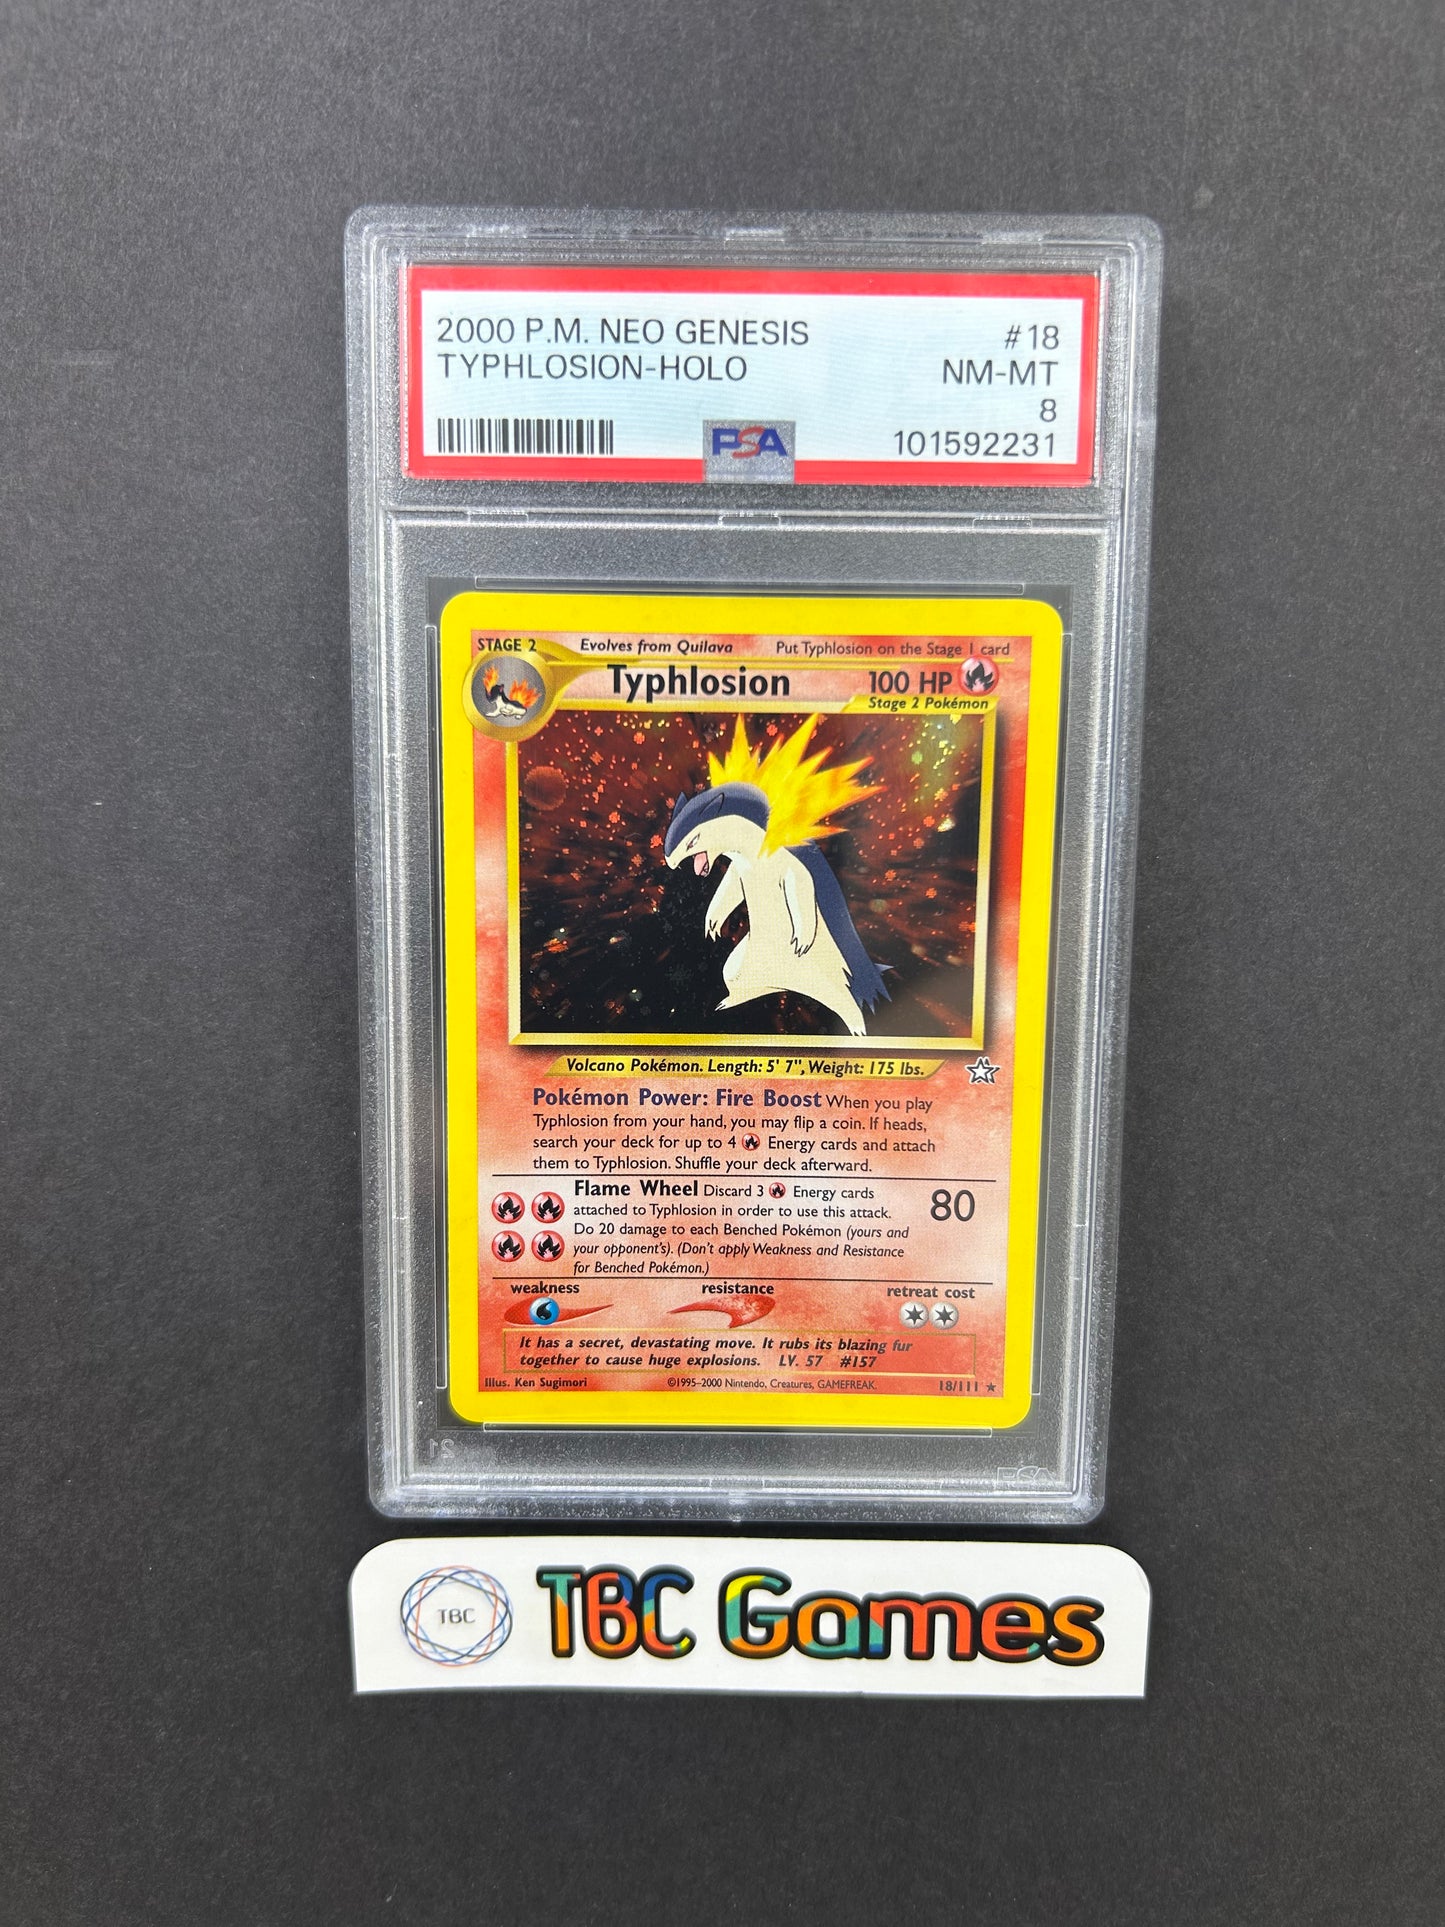 2000 P.M. NEO GENESIS #18
TYPHLOSION-HOLO NM-MT
8
PSA 101592231
STAGE 2 Evolves from Quilava Put Typhlosion on the Stage 1 card
Typhlosion 100 HP
Stage 2 Pokémon
Volcano Pokémon. Length: 5' 7", Weight: 175 lbs.
Pokémon Power: Fire Boost When you play
Typhlosion from your hand, you may flip a coin. If heads,
search your deck for up to 4 Energy cards and attach
them to Typhlosion. Shuffle your deck afterward.
Flame Wheel Discard 3 Energy cards 80
attached to Typhlosion in order to use this attack.
Do 20 damage to each Benched Pokémon (yours and
your opponent's). (Don't apply Weakness and Resistance
for Benched Pokémon.)
weakness resistance retreat cost
It has a secret, devastating move. It rubs its blazing fur
together to cause huge explosions. LV. 57 #157
Illus. Ken Sugimori ©1995-2000 Nintendo, Creatures, GAMEFREAK. 18/111 ★
21 PSA
TBC TBC Games